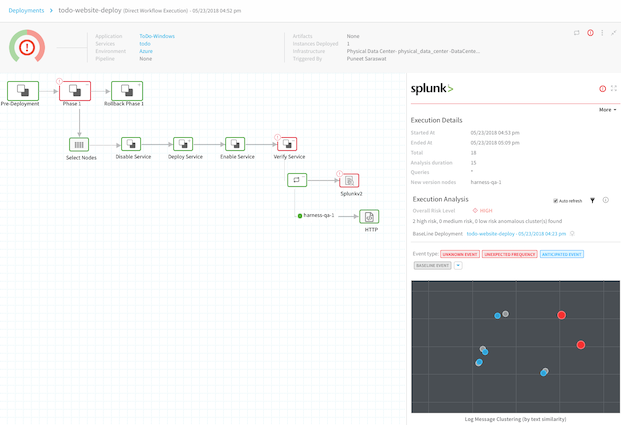 Deployments > todo-website-deploy (Direct Workflow Execution) - 05/23/2018 04:52 pm
Application ToDo-Windows
Services todo
Environment Azure
Pipeline None
Artifacts None
Instances Deployed 1
Infrastructure Physical Data Center- physical_data_center -DataCente...
Triggered By Puneet Saraswat
Pre-Deployment
Phase 1
Rollback Phase 1
Select Nodes
Disable Service
Deploy Service
Enable Service
Verify Service
Splunkv2
harness-qa-1
HTTP
splunk>
More
Execution Details
Started At 05/23/2018 04:53 pm
Ended At 05/23/2018 05:09 pm
Total 18
Analysis duration 15
Queries *
New version nodes harness-qa-1
Execution Analysis
Auto refresh
Overall Risk Level HIGH
2 high risk, 0 medium risk, 0 low risk anomalous cluster(s) found
BaseLine Deployment: todo-website-deploy - 05/23/2018 04:21 pm
Event type: UNKNOWN EVENT UNEXPECTED FREQUENCY ANTICIPATED EVENT
BASELINE EVENT
Log Message Clustering (by text similarity)